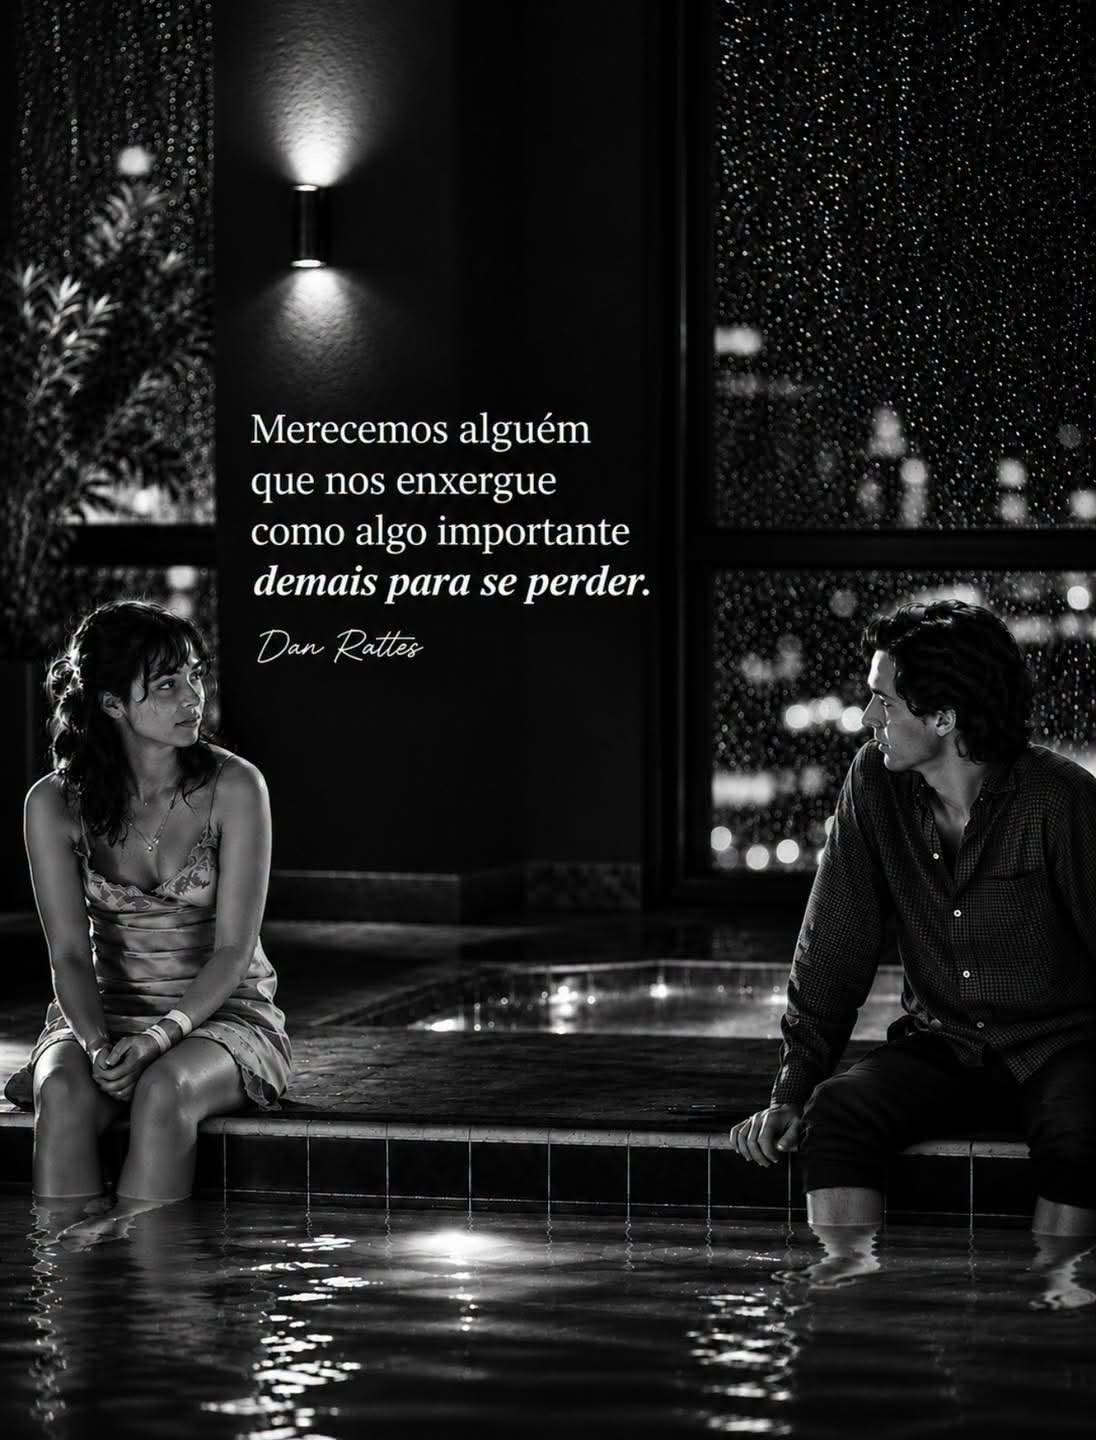 Merecemos alguém
que nos enxergue
como algo importante
demais para se perder.
Dan Rattes